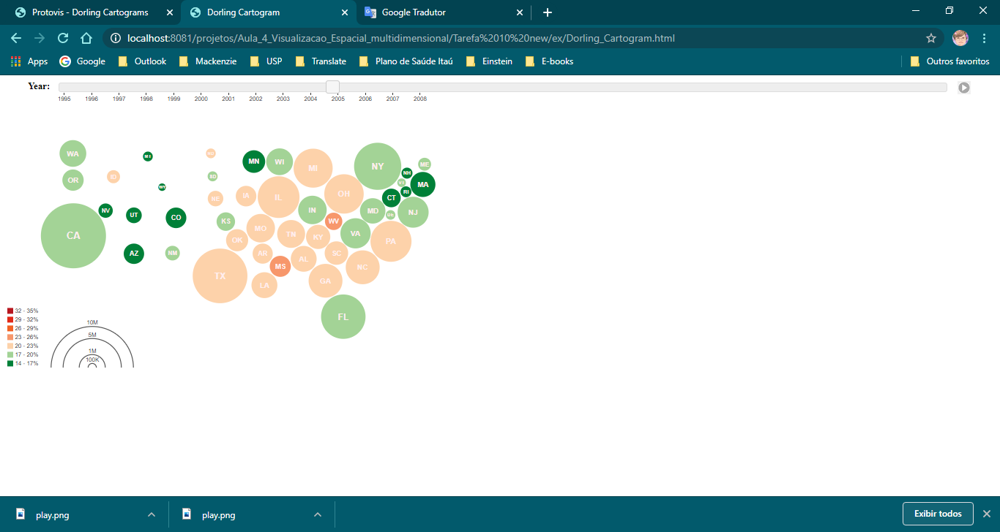 Protovis - Dorling Cartograms
Dorling Cartogram
Google Tradutor
localhost:8081/projetos/Aula_4_Visualizacao_Espacial_multidimensional/Tarefa%2010%20new/ex/Dorling_Cartogram.html
Apps Google Outlook Mackenzie USP Translate Plano de Saúde Itaú Einstein E-books Outros favoritos
Year:
1995 1996 1997 1998 1999 2000 2001 2002 2003 2004 2005 2006 2007 2008
WA MN WI MI NY ME
OR ID NH
WY OH CT RI MA
NE IA IL
NV UT CO KS IN MD NJ
CA OK MO TN KY WV VA PA
AZ NM AR AL SC
TX LA MS GA NC
FL
32 - 35%
29 - 32%
26 - 29%
23 - 26%
20 - 23%
17 - 20%
14 - 17%
10M
5M
1M
100K
play.png
play.png
Exibir todos